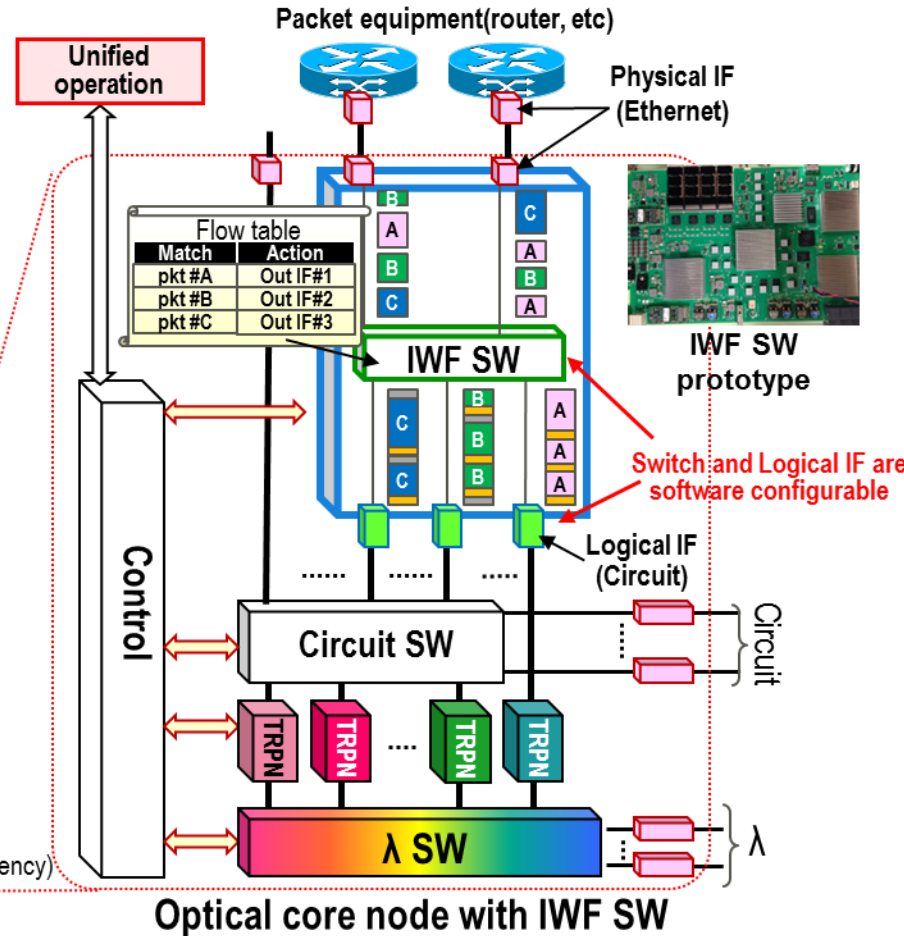 Packet equipment(router, etc)
Unified
operation
Physical IF
(Ethernet)
B
A
B
C
C
A
B
A
Flow table
Match Action
pkt #A Out IF#1
pkt #B Out IF#2
pkt #C Out IF#3
IWF SW
IWF SW
prototype
C
C
B
B
B
A
A
A
Switch and Logical IF are
software configurable
Logical IF
(Circuit)
......
......
.....
Control
Circuit SW
Circuit
TRPN
TRPN
....
TRPN
TRPN
λ SW
λ
ency)
Optical core node with IWF SW